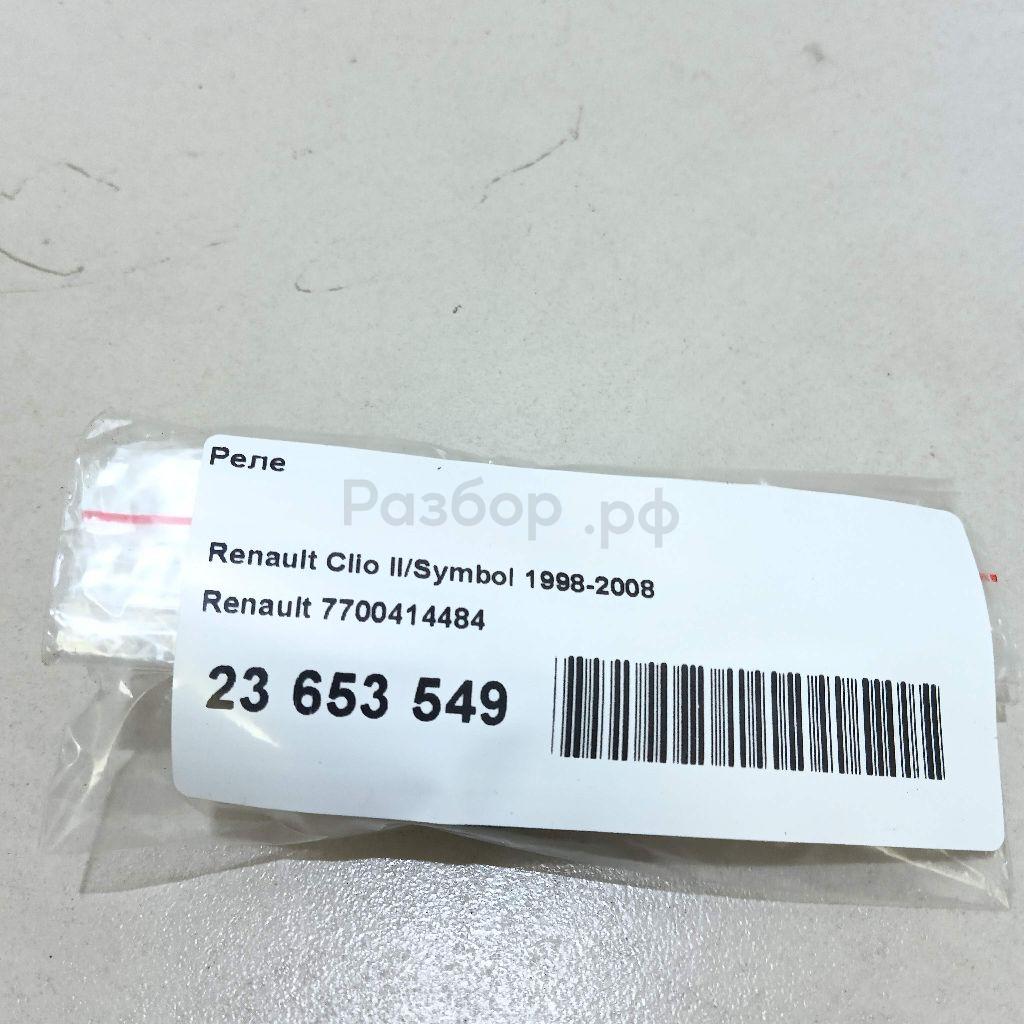 Реле
Разбор.рф
Renault Clio II/Symbol 1998-2008
Renault 7700414484
23 653 549